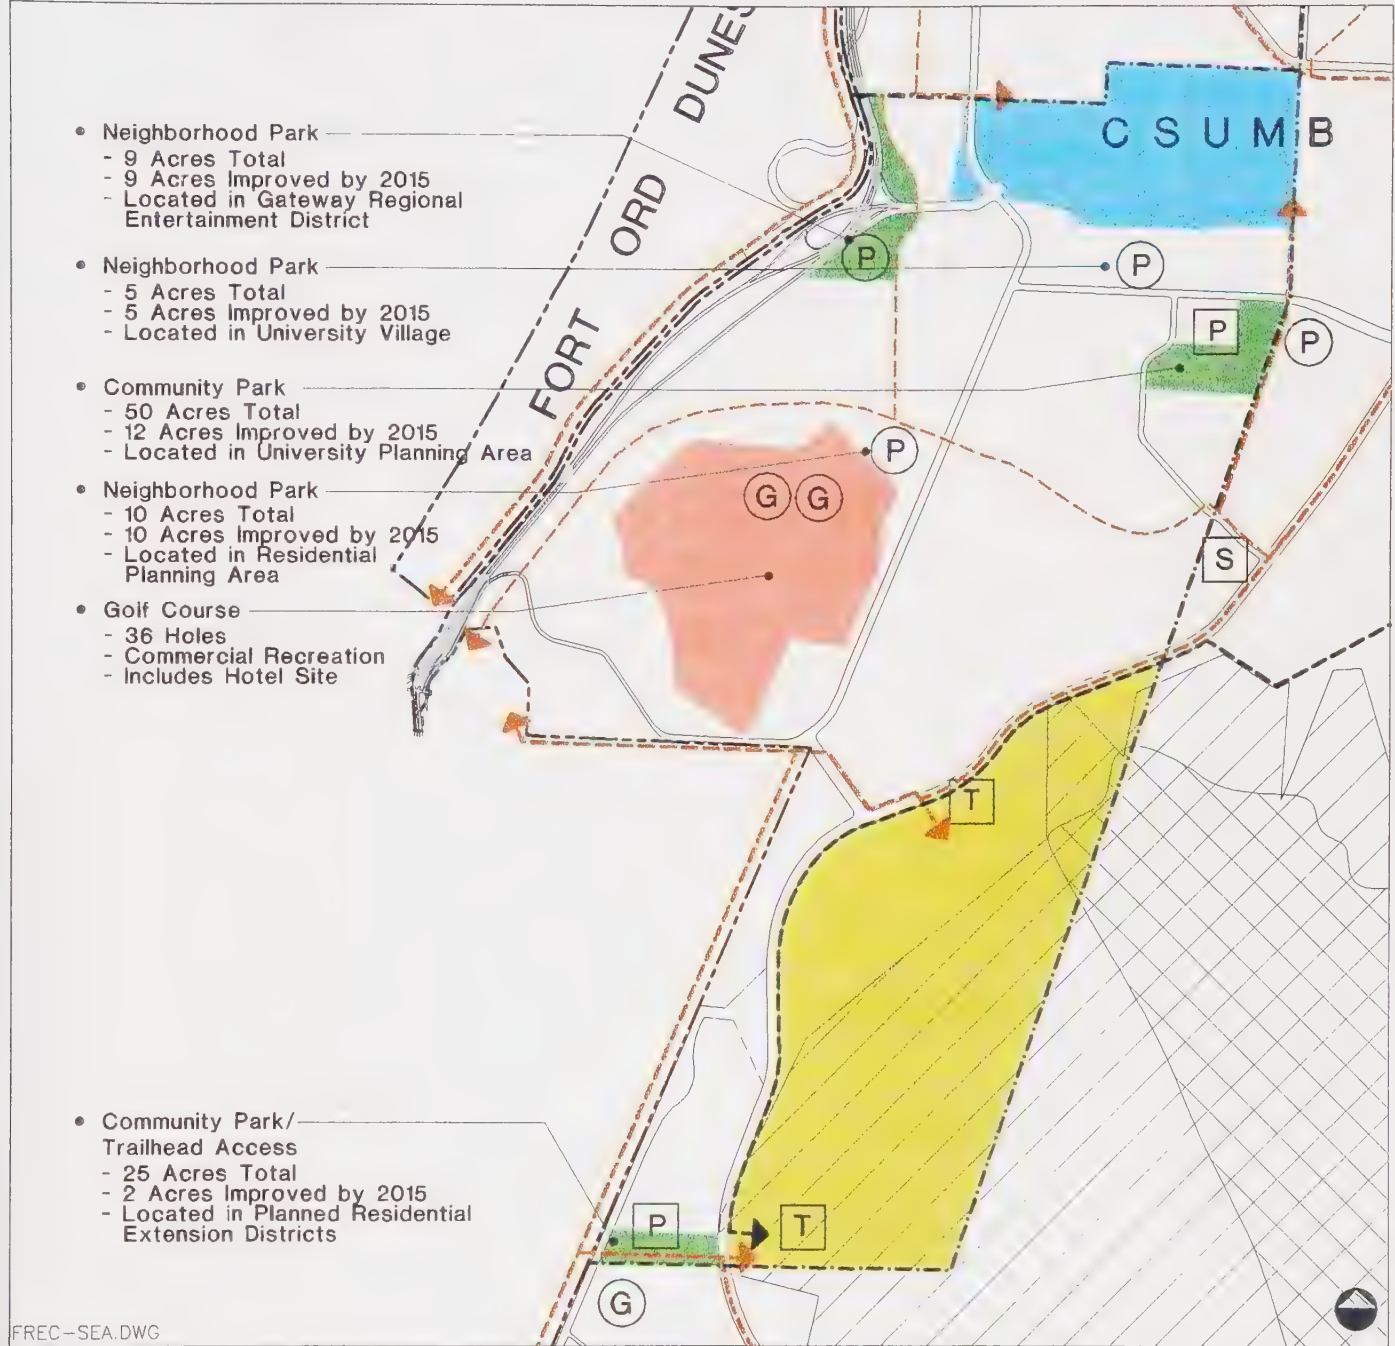 • Neighborhood Park
- 9 Acres Total
- 9 Acres Improved by 2015
- Located in Gateway Regional
Entertainment District
• Neighborhood Park
- 5 Acres Total
- 5 Acres Improved by 2015
- Located in University Village
• Community Park
- 50 Acres Total
- 12 Acres Improved by 2015
- Located in University Planning Area
• Neighborhood Park
- 10 Acres Total
- 10 Acres Improved by 2015
- Located in Residential
Planning Area
• Golf Course
- 36 Holes
- Commercial Recreation
- Includes Hotel Site
• Community Park/
Trailhead Access
- 25 Acres Total
- 2 Acres Improved by 2015
- Located in Planned Residential
Extension Districts
FORT ORD DUNES
CSUMB
P
P
P
P
P
G G
S
T
P
T
G
FREC-SEA.DWG